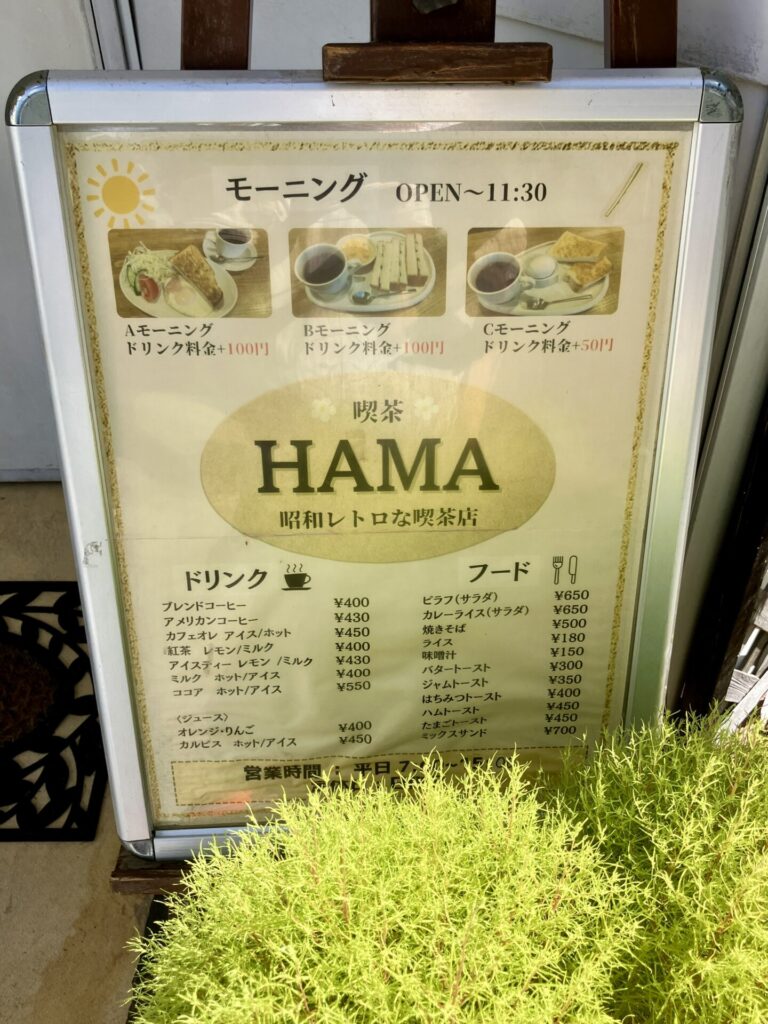 モーニング OPEN～11:30
Aモーニング
ドリンク料金+100円
Bモーニング
ドリンク料金+100円
Cモーニング
ドリンク料金+50円
喫茶
HAMA
昭和レトロな喫茶店
ドリンク
ブレンドコーヒー ¥400
アメリカンコーヒー ¥430
カフェオレ アイス/ホット ¥450
紅茶 レモン/ミルク ¥400
アイスティー レモン /ミルク ¥430
ミルク ホット/アイス ¥400
ココア ホット/アイス ¥550
〈ジュース〉
オレンジ・りんご ¥400
カルピス ホット/アイス ¥450
フード
ピラフ(サラダ) ¥650
カレーライス(サラダ) ¥650
焼きそば ¥500
ライス ¥180
味噌汁 ¥150
バタートースト ¥300
ジャムトースト ¥350
はちみつトースト ¥400
ハムトースト ¥450
たまごトースト ¥450
ミックスサンド ¥700
営業時間 : 平日